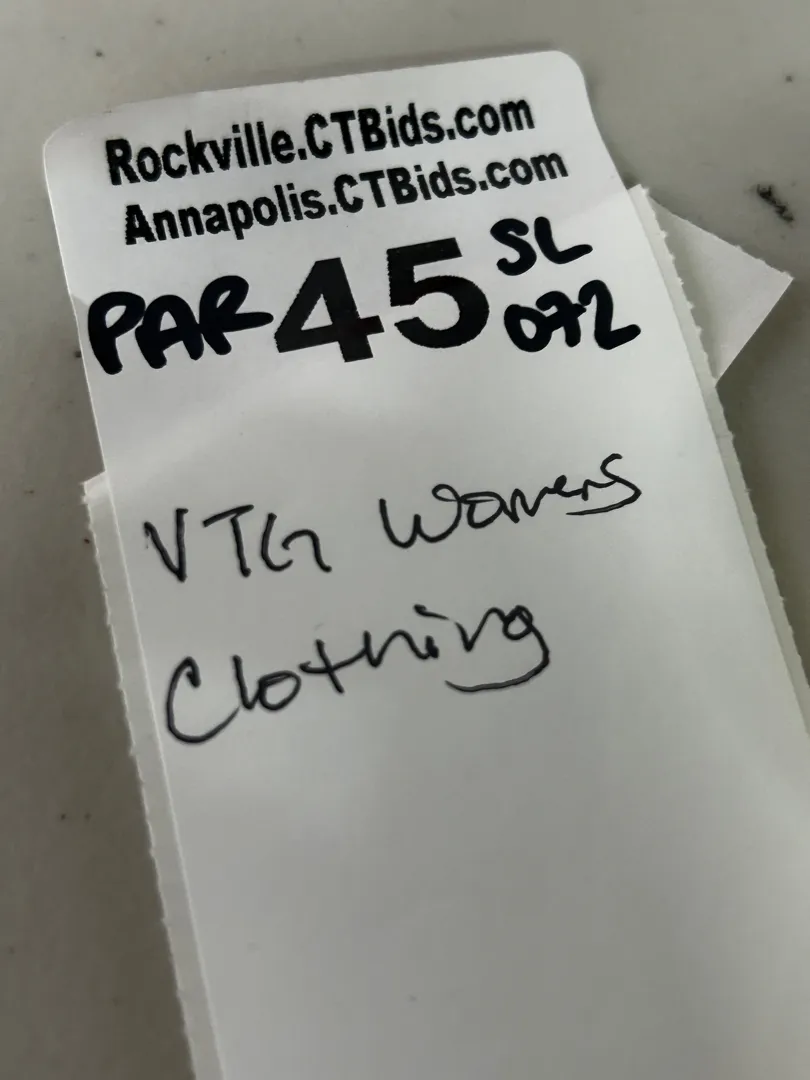 Rockville.CTBids.com
Annapolis.CTBids.com
PAR 45 SL 072
VTG Womens
Clothing